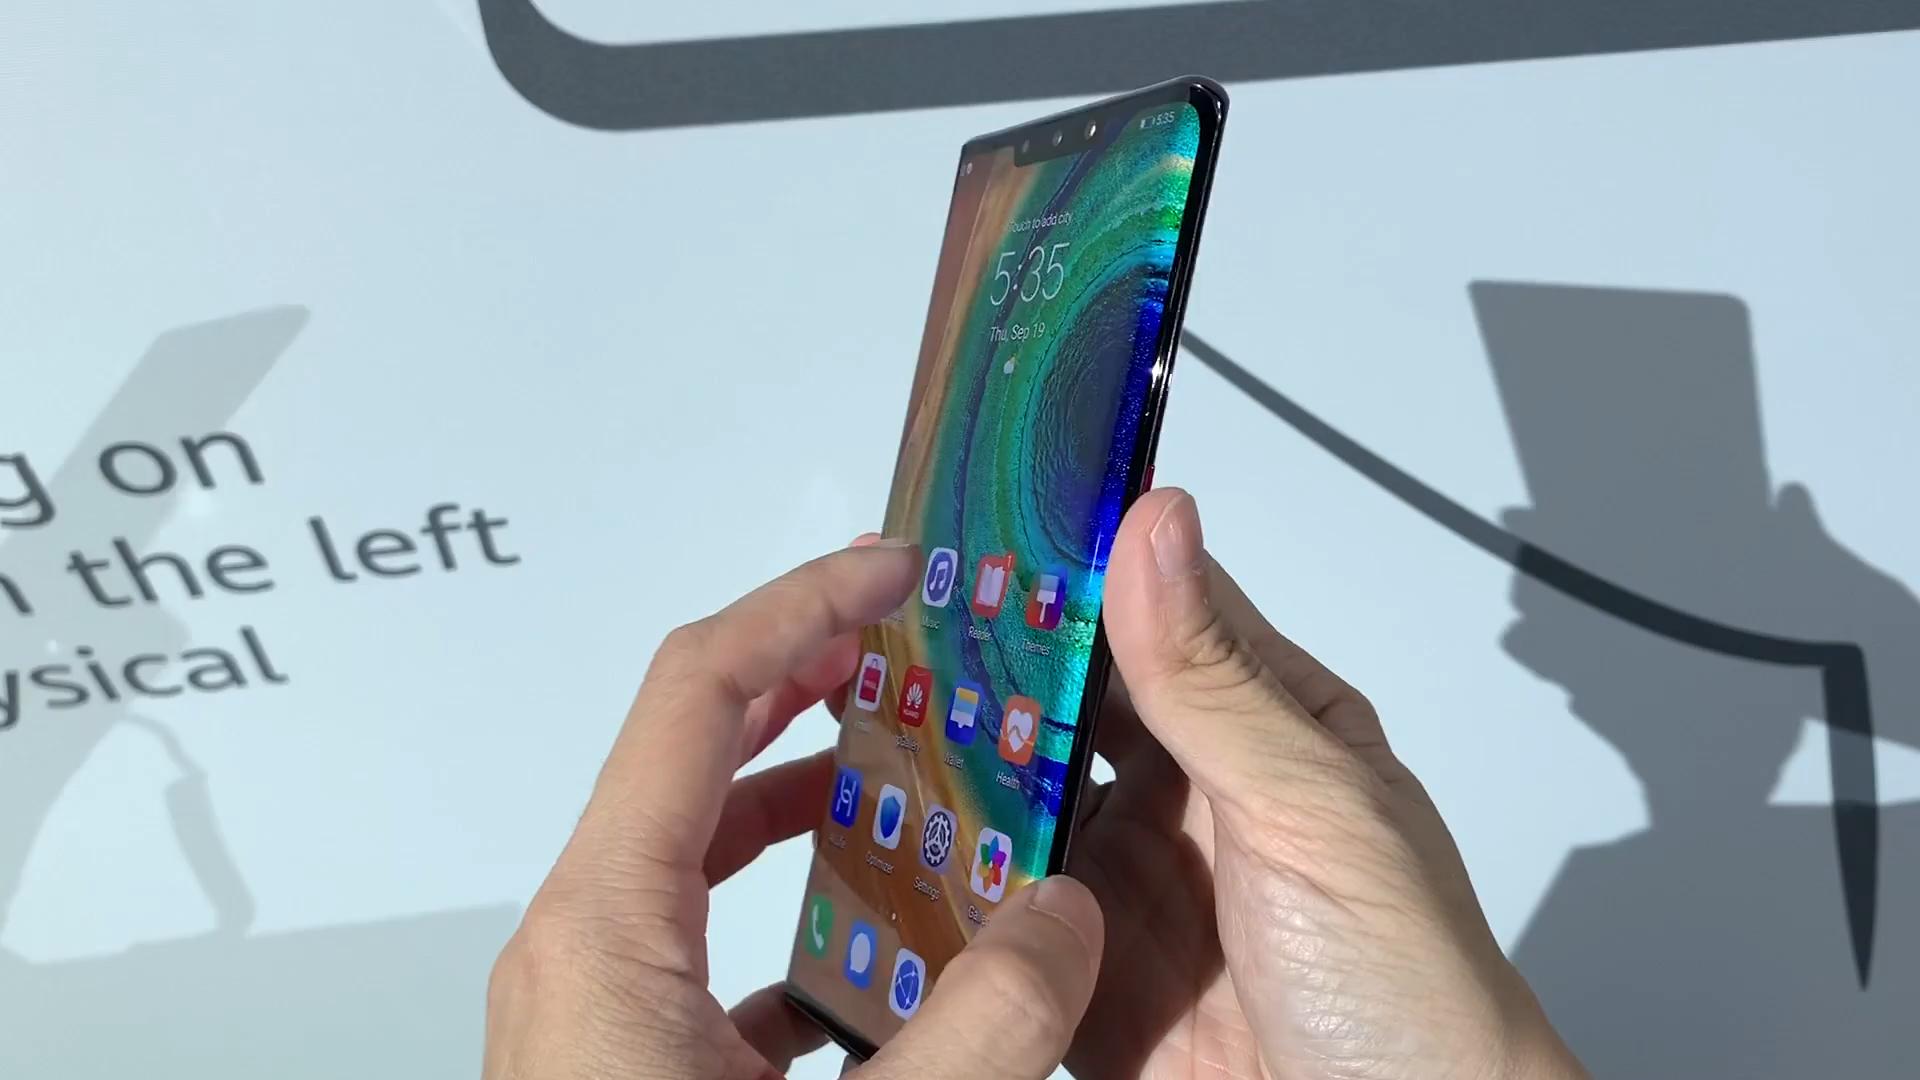 5:35
Touch to add city
5:35
Thu, Sep 19
Music
Reader
Themes
HUAWEI
Wallet
Health
Optimizer
Settings
on
the left